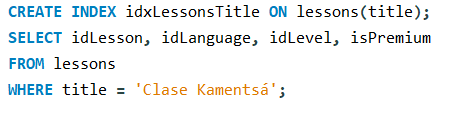 CREATE INDEX idxLessonsTitle ON lessons(title);
SELECT idLesson, idLanguage, idLevel, isPremium
FROM lessons
WHERE title = 'Clase Kamentsá';